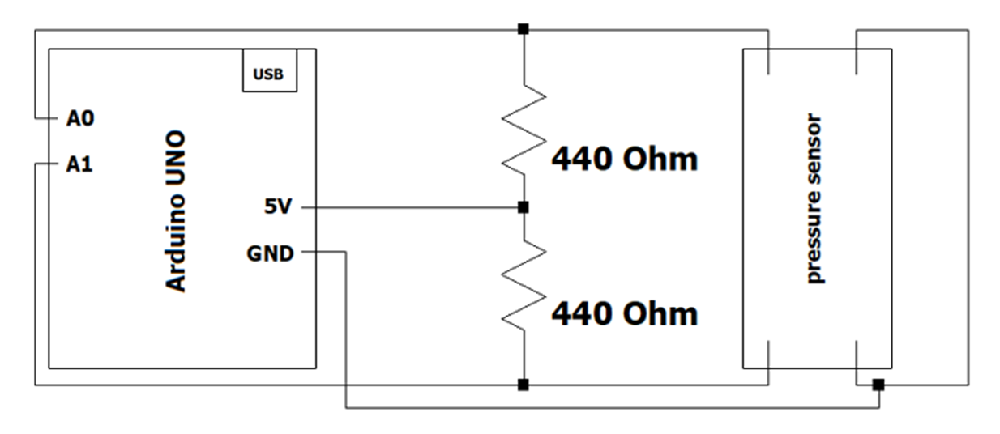 USB
A0
A1
Arduino UNO
5V
GND
440 Ohm
440 Ohm
pressure sensor